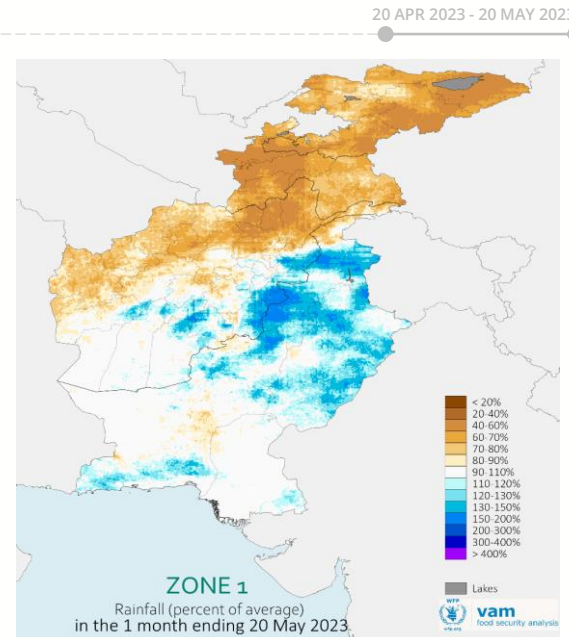 20 APR 2023 - 20 MAY 2023
< 20%
20-40%
40-60%
60-70%
70-80%
80-90%
90-110%
110-120%
120-130%
130-150%
150-200%
200-300%
300-400%
> 400%
Lakes
ZONE 1
Rainfall (percent of average)
in the 1 month ending 20 May 2023
WFP
wfp.org
vam
food security analysis